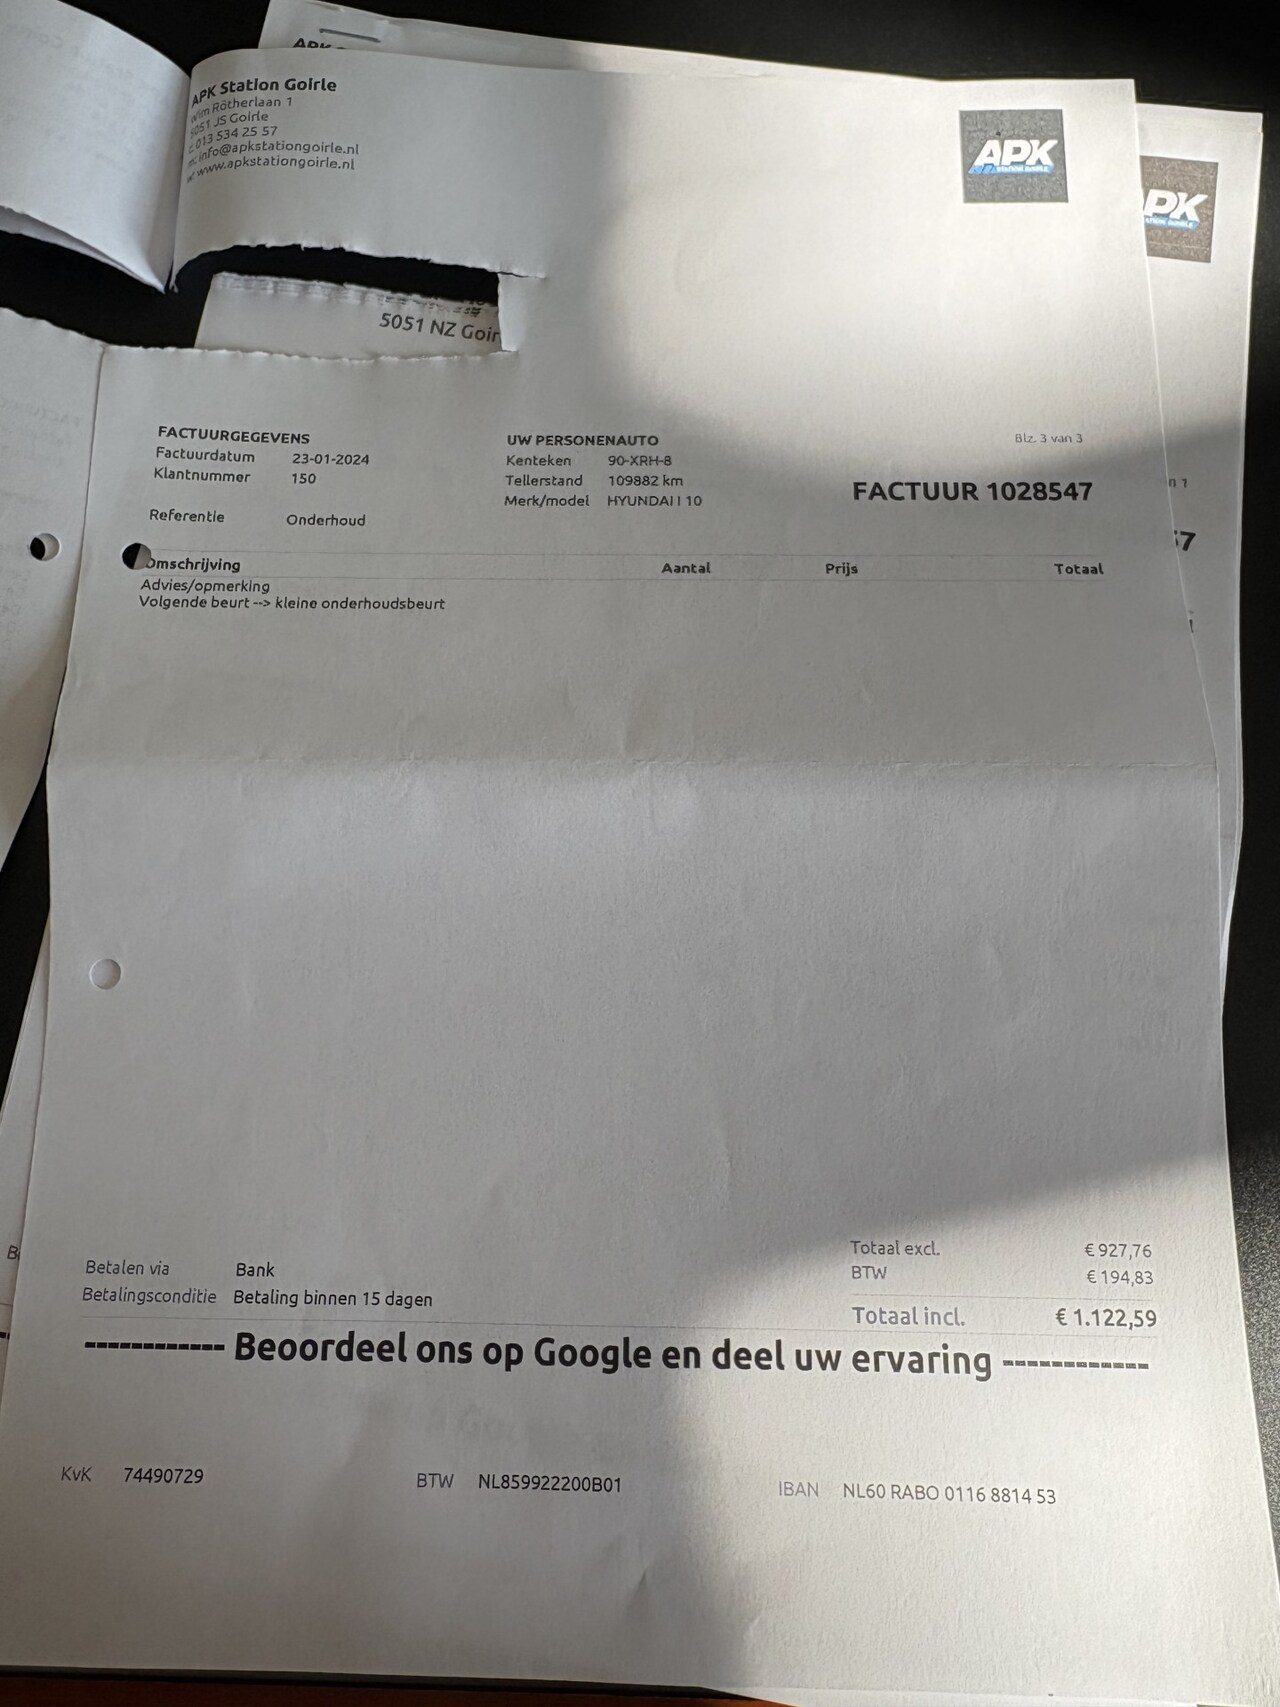 APK Station Goirle
Wim Rötherlaan 1
5051 JS Goirle
t: 013 534 25 57
m: info@apkstationgoirle.nl
w: www.apkstationgoirle.nl
APK
STATION GOIRLE
PK
5051 NZ Goir
FACTUURGEGEVENS
Factuurdatum 23-01-2024
Klantnummer 150
Referentie Onderhoud
UW PERSONENAUTO
Kenteken 90-XRH-8
Tellerstand 109882 km
Merk/model HYUNDAI I 10
Blz. 3 van 3
FACTUUR 1028547
n 1
7
Omschrijving Aantal Prijs Totaal
Advies/opmerking
Volgende beurt --> kleine onderhoudsbeurt
Betalen via Bank
Betalingsconditie Betaling binnen 15 dagen
Totaal excl. € 927,76
BTW € 194,83
Totaal incl. € 1.122,59
------------ Beoordeel ons op Google en deel uw ervaring ------------
KvK 74490729 BTW NL859922200B01 IBAN NL60 RABO 0116 8814 53